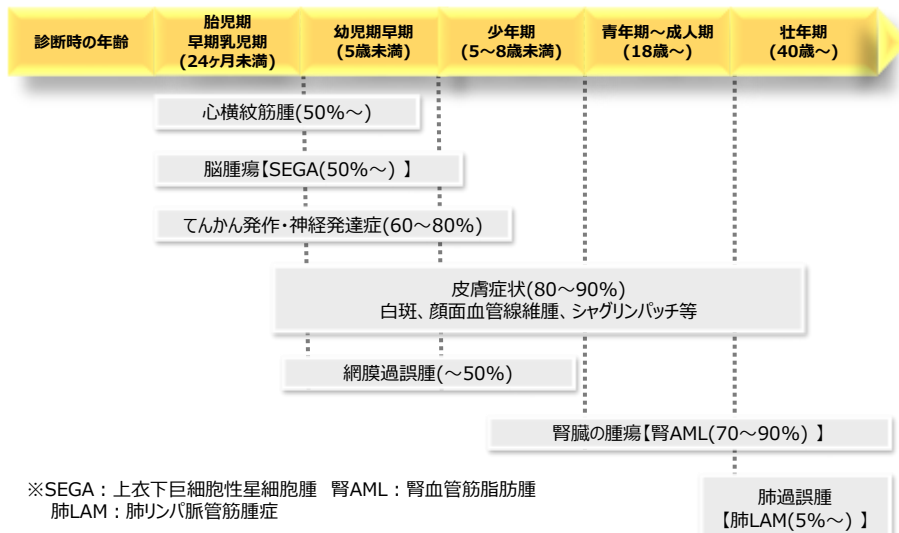 診断時の年齢
胎児期
早期乳児期
(24ヶ月未満)
幼児期早期
(5歳未満)
少年期
(5～8歳未満)
青年期～成人期
(18歳～)
壮年期
(40歳～)
心横紋筋腫(50%～)
脳腫瘍【SEGA(50%～) 】
てんかん発作・神経発達症(60～80%)
皮膚症状(80～90%)
白斑、顔面血管線維腫、シャグリンパッチ等
網膜過誤腫(～50%)
腎臓の腫瘍【腎AML(70～90%) 】
※SEGA：上衣下巨細胞性星細胞腫 腎AML：腎血管筋脂肪腫
肺LAM：肺リンパ脈管筋腫症
肺過誤腫
【肺LAM(5%～) 】